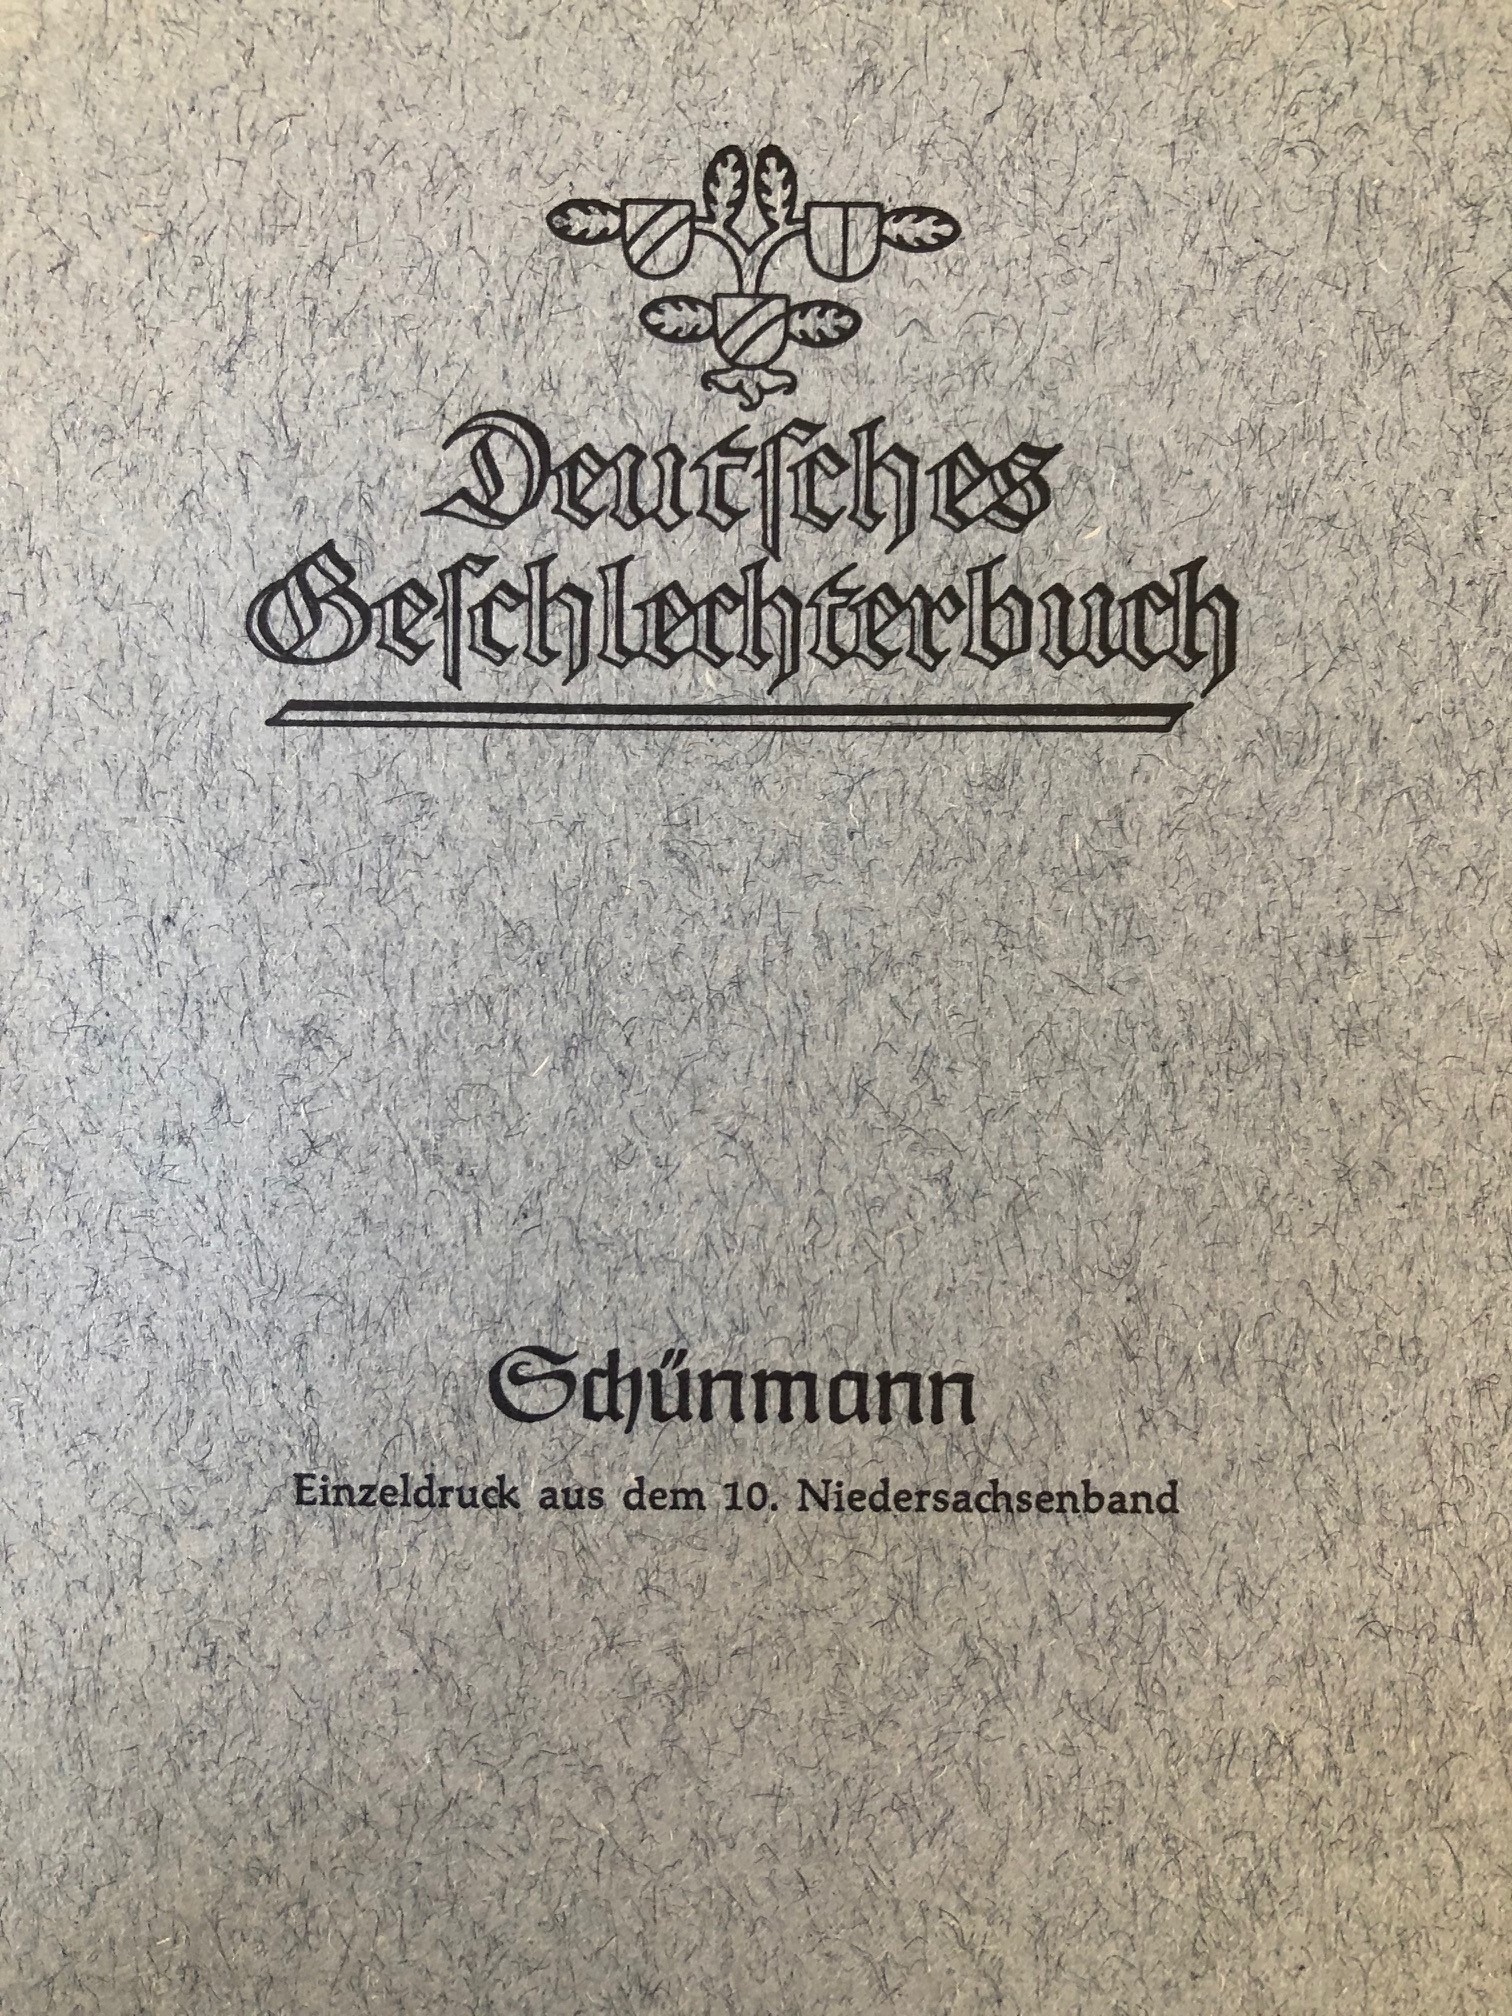 Deutſches
Geſchlechterbuch
Schünmann
Einzeldruck aus dem 10. Niedersachsenband